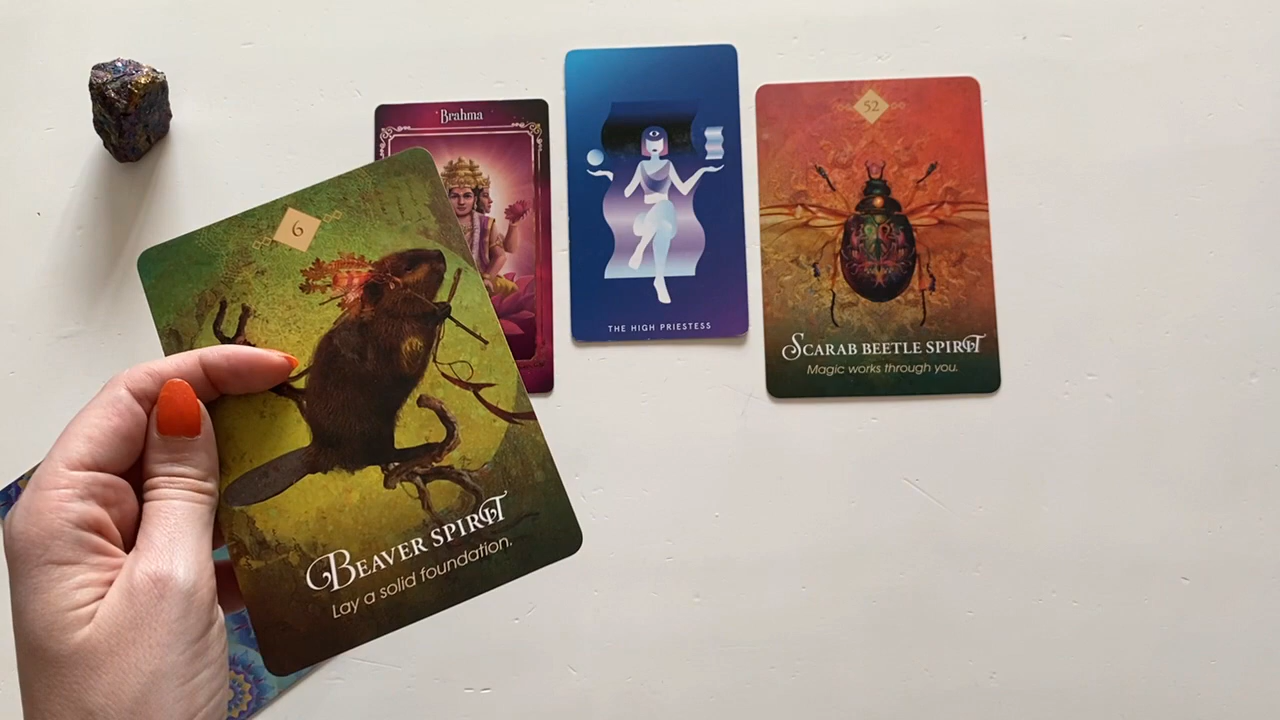 Brahma
THE HIGH PRIESTESS
52
SCARAB BEETLE SPIRIT
Magic works through you.
6
BEAVER SPIRIT
Lay a solid foundation.